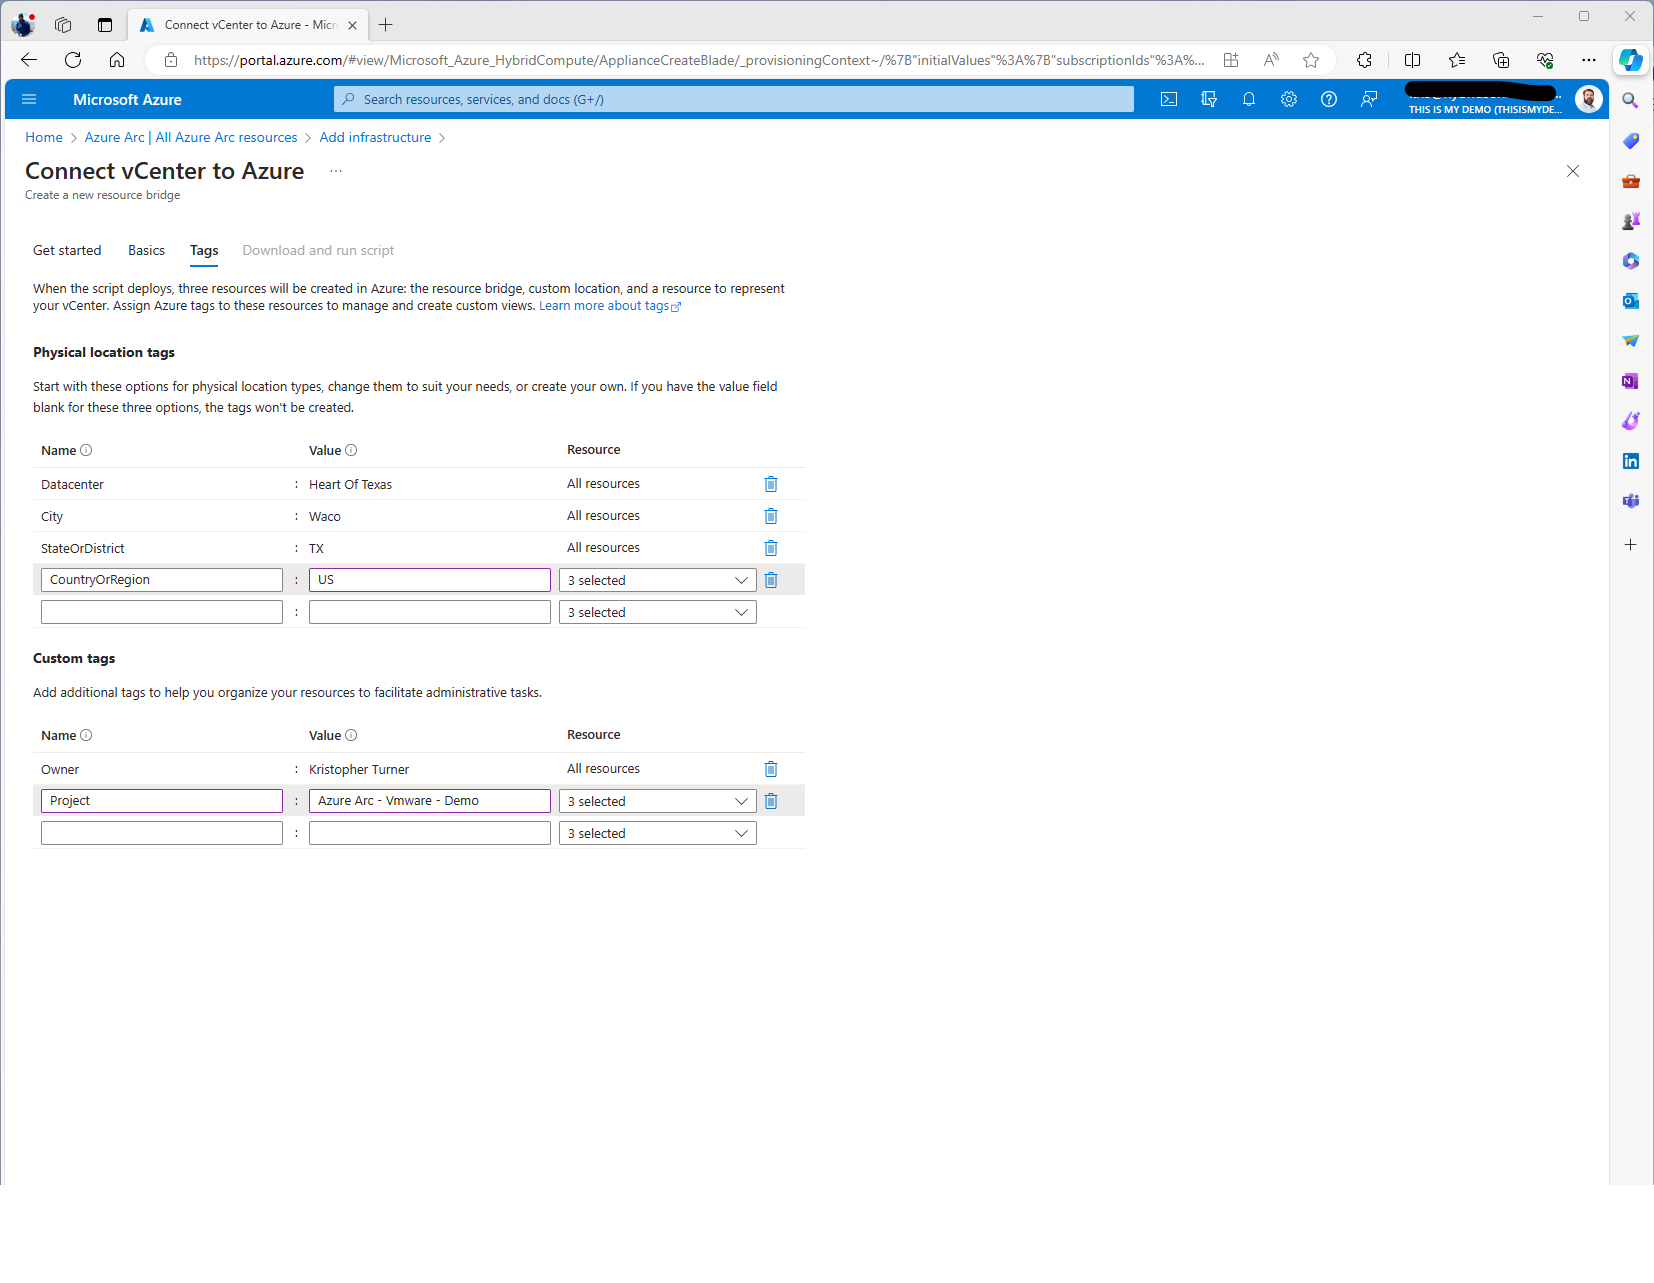 Connect vCenter to Azure - Micr
https://portal.azure.com/#view/Microsoft_Azure_HybridCompute/ApplianceCreateBlade/_provisioningContext~/%7B"initialValues"%3A%7B"subscriptionIds"%3A%...
Microsoft Azure
Search resources, services, and docs (G+/)
THIS IS MY DEMO (THISISMYDE...
Home > Azure Arc | All Azure Arc resources > Add infrastructure >
Connect vCenter to Azure ...
Create a new resource bridge
Get started Basics Tags Download and run script
When the script deploys, three resources will be created in Azure: the resource bridge, custom location, and a resource to represent
your vCenter. Assign Azure tags to these resources to manage and create custom views. Learn more about tags
Physical location tags
Start with these options for physical location types, change them to suit your needs, or create your own. If you have the value field
blank for these three options, the tags won't be created.
Name Value Resource
Datacenter : Heart Of Texas All resources
City : Waco All resources
StateOrDistrict : TX All resources
CountryOrRegion : US 3 selected
: 3 selected
Custom tags
Add additional tags to help you organize your resources to facilitate administrative tasks.
Name Value Resource
Owner : Kristopher Turner All resources
Project : Azure Arc - Vmware - Demo 3 selected
: 3 selected